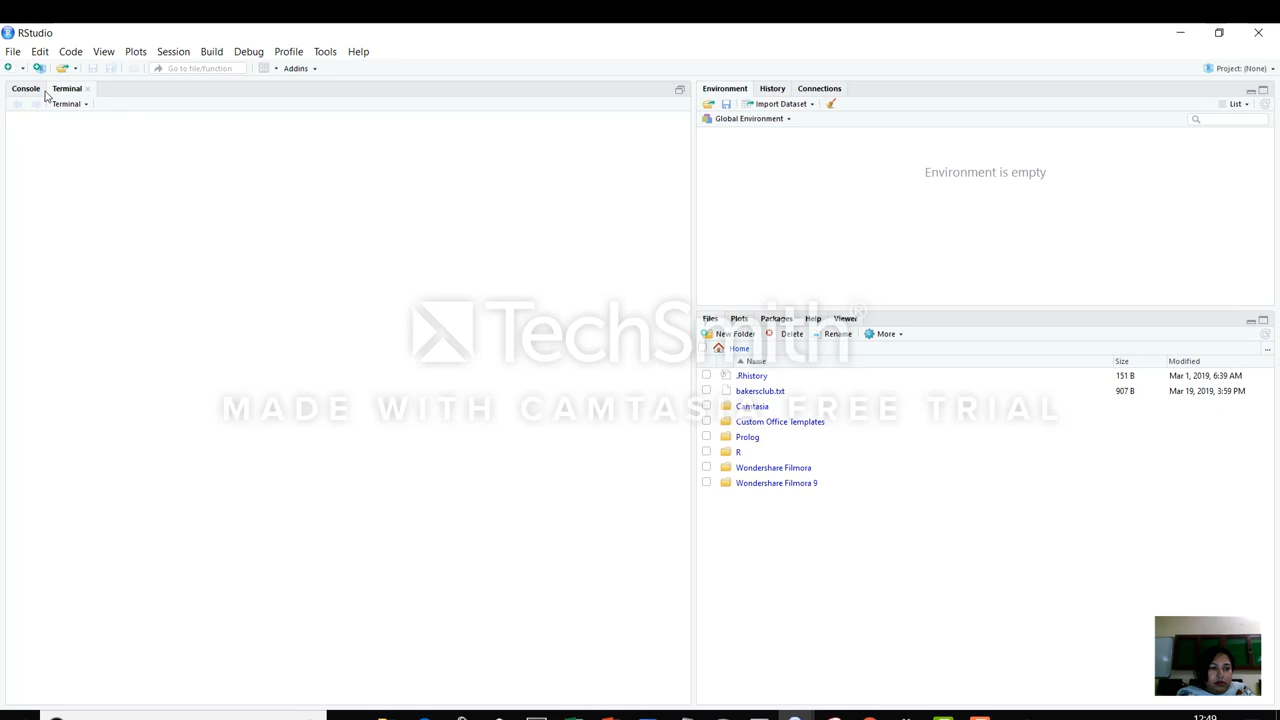 RStudio
File Edit Code View Plots Session Build Debug Profile Tools Help
Go to file/function Addins Project: (None)
Console Terminal
Terminal
Environment History Connections
Import Dataset List
Global Environment
Environment is empty
TechSmith®
MADE WITH CAMTASIA FREE TRIAL
Files Plots Packages Help Viewer
New Folder Delete Rename More
Home ...
Name Size Modified
.Rhistory 151 B Mar 1, 2019, 6:39 AM
bakersclub.txt 907 B Mar 19, 2019, 3:59 PM
Camtasia
Custom Office Templates
Prolog
R
Wondershare Filmora
Wondershare Filmora 9
12:49